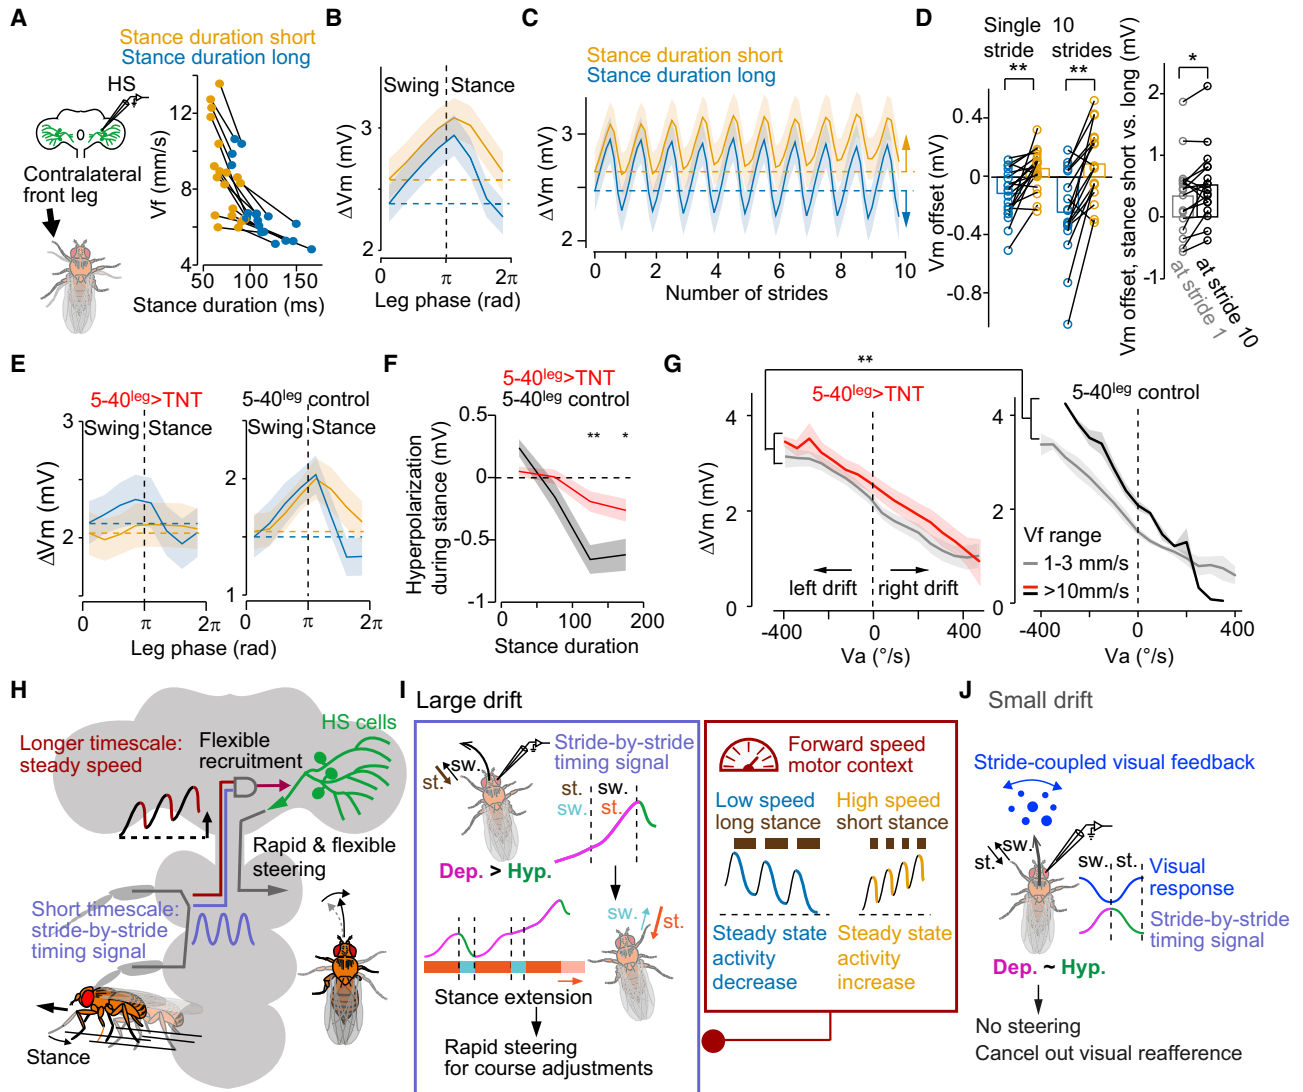 A
Stance duration short
Stance duration long
HS
Contralateral
front leg
Vf (mm/s)
12
8
4
50
100
150
Stance duration (ms)
B
Swing
Stance
ΔVm (mV)
3
2
0
π
2π
Leg phase (rad)
C
Stance duration short
Stance duration long
ΔVm (mV)
3
2
0
2
4
6
8
10
Number of strides
D
Single
stride
10
strides
**
**
Vm offset (mV)
0.4
0
-0.4
-0.8
*
Vm offset, stance short vs. long (mV)
2
1
0
-1
at stride 1
at stride 10
E
5-40leg>TNT
Swing
Stance
ΔVm (mV)
3
2
0
π
2π
5-40leg control
Swing
Stance
2
1
0
π
2π
Leg phase (rad)
F
5-40leg>TNT
5-40leg control
Hyperpolarization
during stance (mV)
0.5
0
-0.5
-1
**
*
0
100
200
Stance duration
G
**
5-40leg>TNT
ΔVm (mV)
4
2
0
left drift
right drift
-400
0
400
Va (°/s)
5-40leg control
4
2
0
Vf range
1-3 mm/s
>10mm/s
-400
0
400
Va (°/s)
H
Longer timescale:
steady speed
Flexible
recruitment
HS cells
Rapid & flexible
steering
Short timescale:
stride-by-stride
timing signal
Stance
I
Large drift
st.
sw.
Stride-by-stride
timing signal
st.
sw.
sw.
st.
Dep. > Hyp.
sw.
st.
Stance extension
Rapid steering
for course adjustments
Forward speed
motor context
Low speed
long stance
High speed
short stance
Steady state
activity
decrease
Steady state
activity
increase
J
Small drift
Stride-coupled visual feedback
st.
sw.
sw.
st.
Visual
response
Stride-by-stride
timing signal
Dep. ~ Hyp.
No steering
Cancel out visual reafference